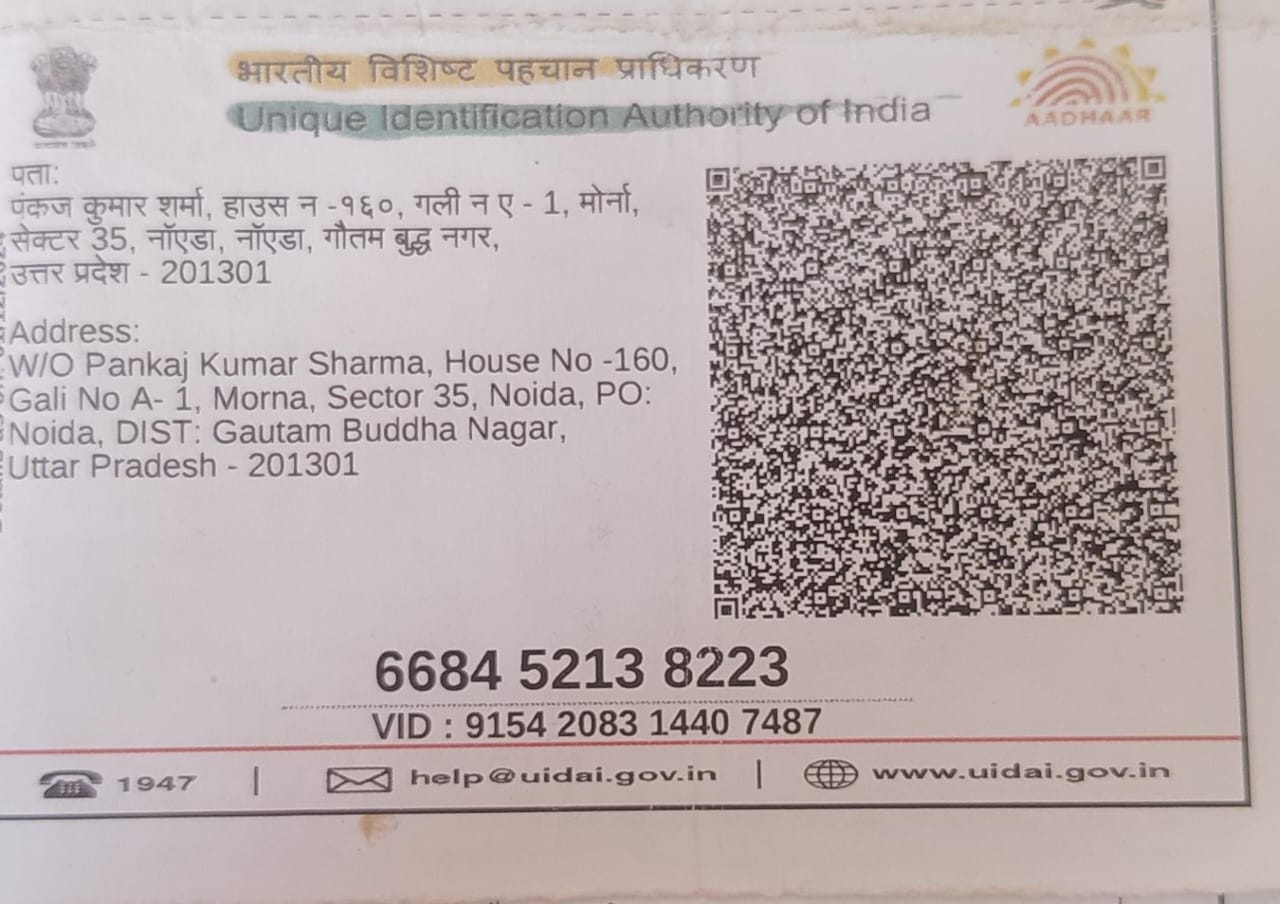 भारतीय विशिष्ट पहचान प्राधिकरण
Unique Identification Authority of India
AADHAAR
पता:
पंकज कुमार शर्मा, हाउस न -१६०, गली न ए - 1, मोर्ना,
सेक्टर 35, नॉएडा, नॉएडा, गौतम बुद्ध नगर,
उत्तर प्रदेश - 201301
Address:
W/O Pankaj Kumar Sharma, House No -160,
Gali No A- 1, Morna, Sector 35, Noida, PO:
Noida, DIST: Gautam Buddha Nagar,
Uttar Pradesh - 201301
6684 5213 8223
VID : 9154 2083 1440 7487
1947 | help@uidai.gov.in | www.uidai.gov.in